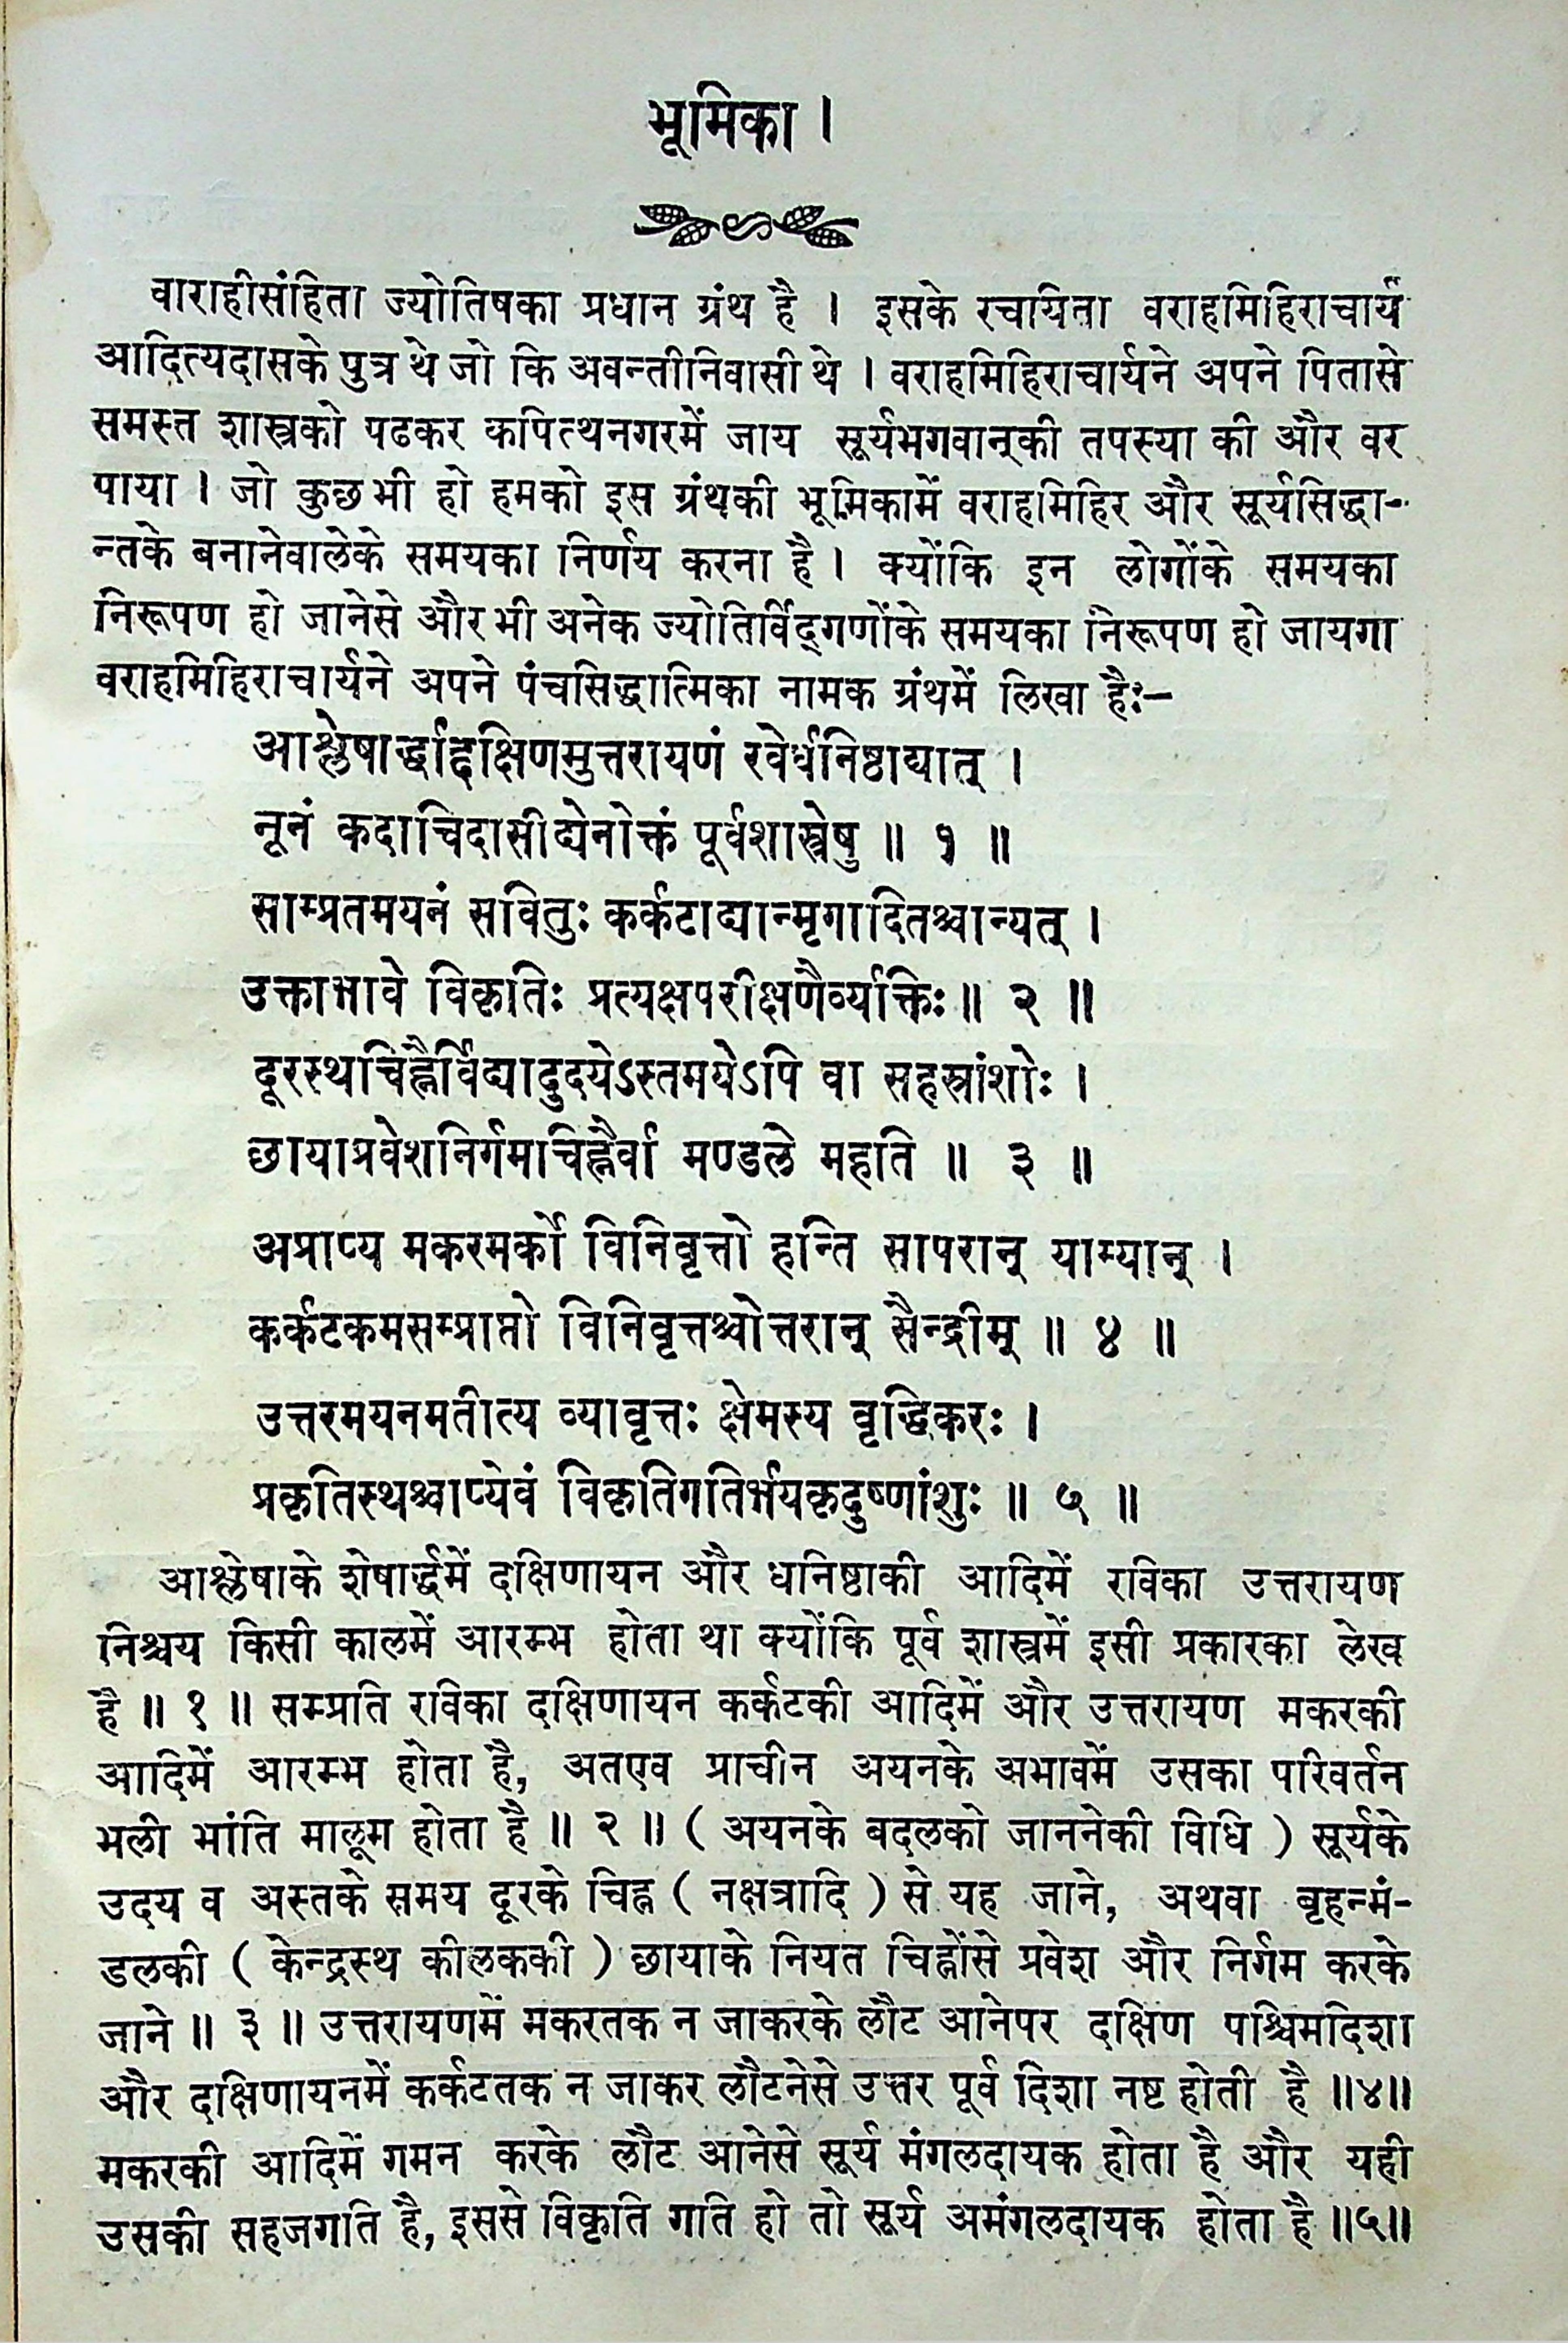 भूमिका ।
वाराहीसंहिता ज्योतिषका प्रधान ग्रंथ है । इसके रचायिता वराहमिहिराचार्य
आदित्यदासके पुत्र थे जो कि अवन्तीनिवासी थे । वराहमिहिराचार्यने अपने पितासे
समस्त शास्त्रको पढकर कपित्थनगरमें जाय सूर्यभगवान्‌की तपस्या की और वर
पाया । जो कुछ भी हो हमको इस ग्रंथकी भूमिकामें वराहमिहिर और सूर्यसिद्धा-
न्तके बनानेवालेके समयका निर्णय करना है । क्योंकि इन लोगोंके समयका
निरूपण हो जानेसे और भी अनेक ज्योतिर्विद्‌गणोंके समयका निरूपण हो जायगा
वराहमिहिराचार्यने अपने पंचसिद्धात्मिका नामक ग्रंथमें लिखा है:-
आश्लेषार्द्धाद्दक्षिणमुत्तरायणं रवेर्धनिष्ठाद्यात् ।
नूनं कदाचिदासीद्येनोक्तं पूर्वशास्त्रेषु ॥ १ ॥
साम्प्रतमयनं सवितुः कर्कटाद्यान्मृगादितश्चान्यत् ।
उक्ताभावे विकृतिः प्रत्यक्षपरीक्षणैर्व्यक्तिः ॥ २ ॥
दूरस्थचिह्नैर्विद्यादुदयेऽस्तमयेऽपि वा सहस्रांशोः ।
छायाप्रवेशनिर्गमाचिह्नैर्वा मण्डले महति ॥ ३ ॥
अप्राप्य मकरमर्को विनिवृत्तो हन्ति सापरान् याम्यान् ।
कर्कटकमसम्प्राप्तो विनिवृत्तश्चोत्तरान् सैन्द्रीम् ॥ ४ ॥
उत्तरमयनमतीत्य व्यावृत्तः क्षेमस्य वृद्धिकरः ।
प्रकृतिस्थश्चाप्येवं विकृतिगतिर्भयकृदुष्णांशुः ॥ ५ ॥
आश्लेषाके शेषार्द्धमें दक्षिणायन और धनिष्ठाकी आदिमें रविका उत्तरायण
निश्चय किसी कालमें आरम्भ होता था क्योंकि पूर्व शास्त्रमें इसी प्रकारका लेख
है ॥ १ ॥ सम्प्रति रविका दक्षिणायन कर्कटकी आदिमें और उत्तरायण मकरकी
आदिमें आरम्भ होता है, अतएव प्राचीन अयनके अभावमें उसका परिवर्तन
भली भांति मालूम होता है ॥ २ ॥ ( अयनके बदलको जाननेकी विधि ) सूर्यके
उदय व अस्तके समय दूरके चिह्न ( नक्षत्रादि ) से यह जाने, अथवा बृहन्मं-
डलकी ( केन्द्रस्थ कीलककी ) छायाके नियत चिह्नोंसे प्रवेश और निर्गम करके
जाने ॥ ३ ॥ उत्तरायणमें मकरतक न जाकरके लौट आनेपर दक्षिण पश्चिमदिशा
और दक्षिणायनमें कर्कटतक न जाकर लौटनेसे उत्तर पूर्व दिशा नष्ट होती है ॥४॥
मकरकी आदिमें गमन करके लौट आनेसे सूर्य मंगलदायक होता है और यही
उसकी सहजगति है, इससे विकृति गति हो तो सूर्य अमंगलदायक होता है ॥५॥